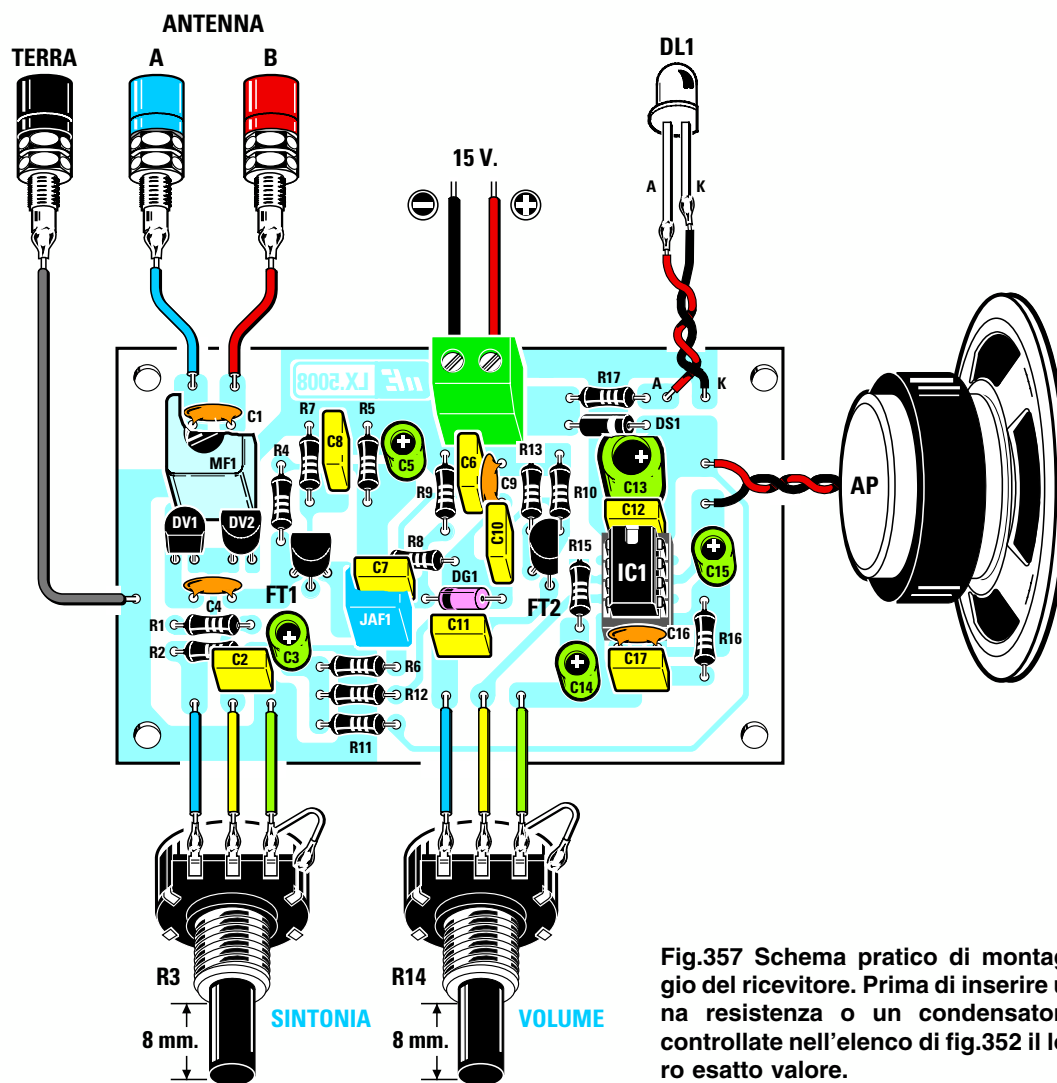 ANTENNA
TERRA
A
B
DL1
15 V.
A
K
LX.5008
A
K
R17
C1
R7
R5
DS1
C8
C5
R13
MF1
R4
C6
C9
R10
C13
AP
R9
C12
DV1
DV2
C10
R8
R15
IC1
C15
C7
DG1
FT1
FT2
C4
JAF1
R1
C11
C16
R16
R2
C2
C3
R6
C17
C14
R12
R11
R3
SINTONIA
8 mm.
R14
VOLUME
8 mm.
Fig.357 Schema pratico di montag
gio del ricevitore. Prima di inserire u
na resistenza o un condensator
controllate nell'elenco di fig.352 il lo
ro esatto valore.